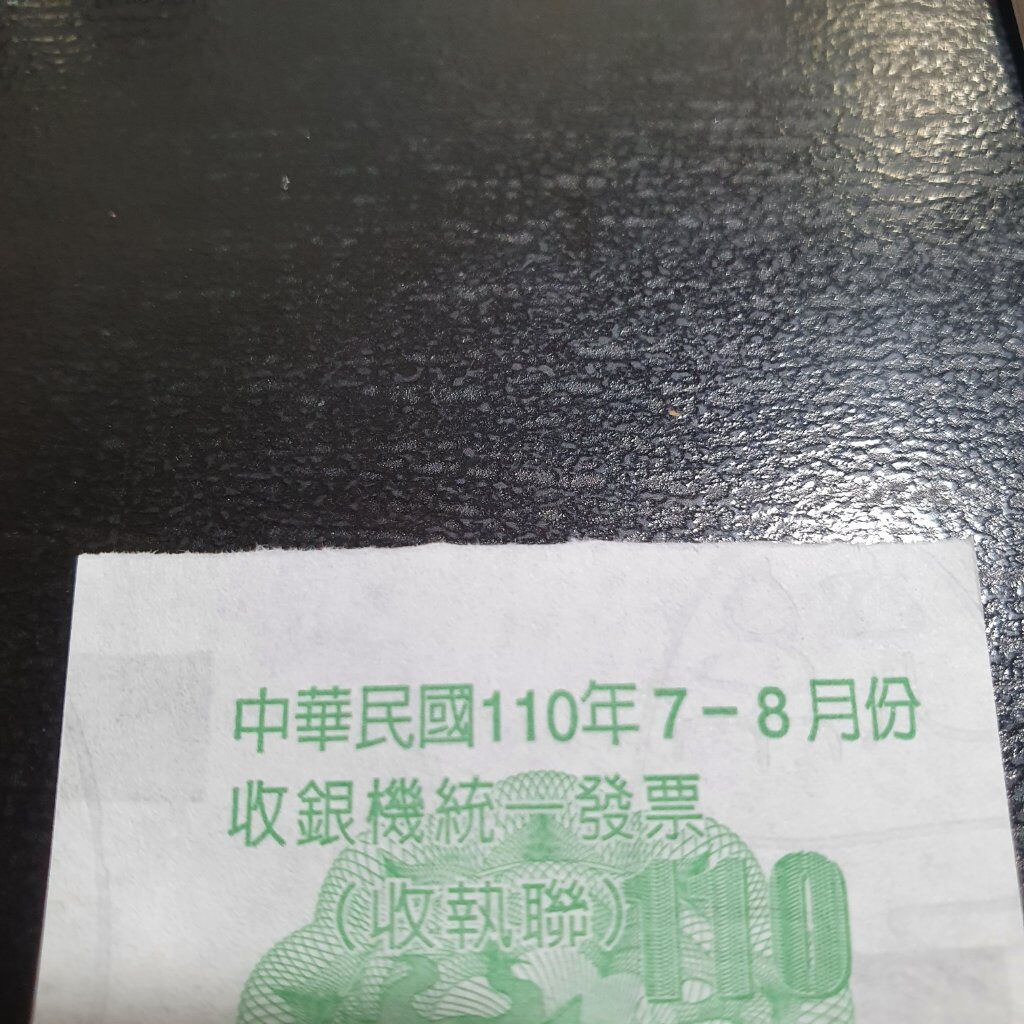 中華民國110年7-8月份
收銀機統一發票
(收執聯)
110